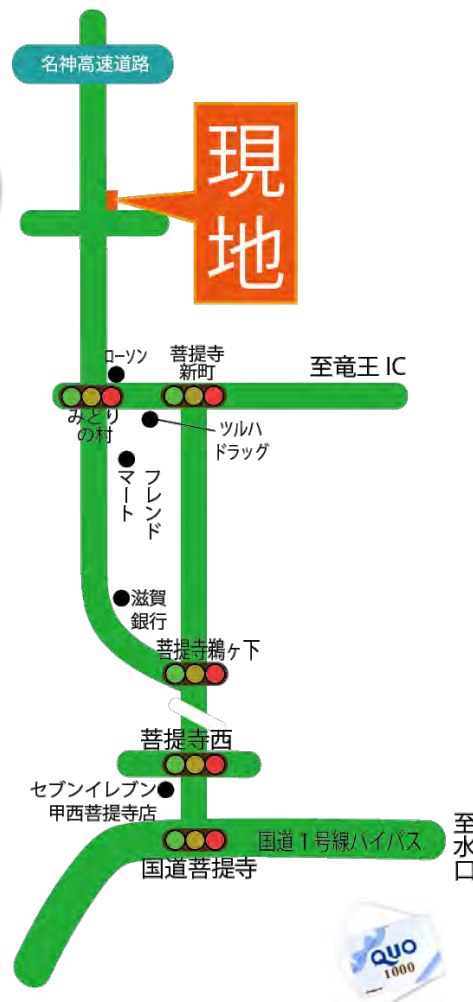 名神高速道路
現
地
ローソン
菩提寺
新町
至竜王 IC
みどり
の村
ツルハ
ドラッグ
フレンド
マート
滋賀
銀行
菩提寺鵜ヶ下
菩提寺西
セブンイレブン
甲西菩提寺店
国道1号線バイパス
至水口
国道菩提寺
QUO
1000